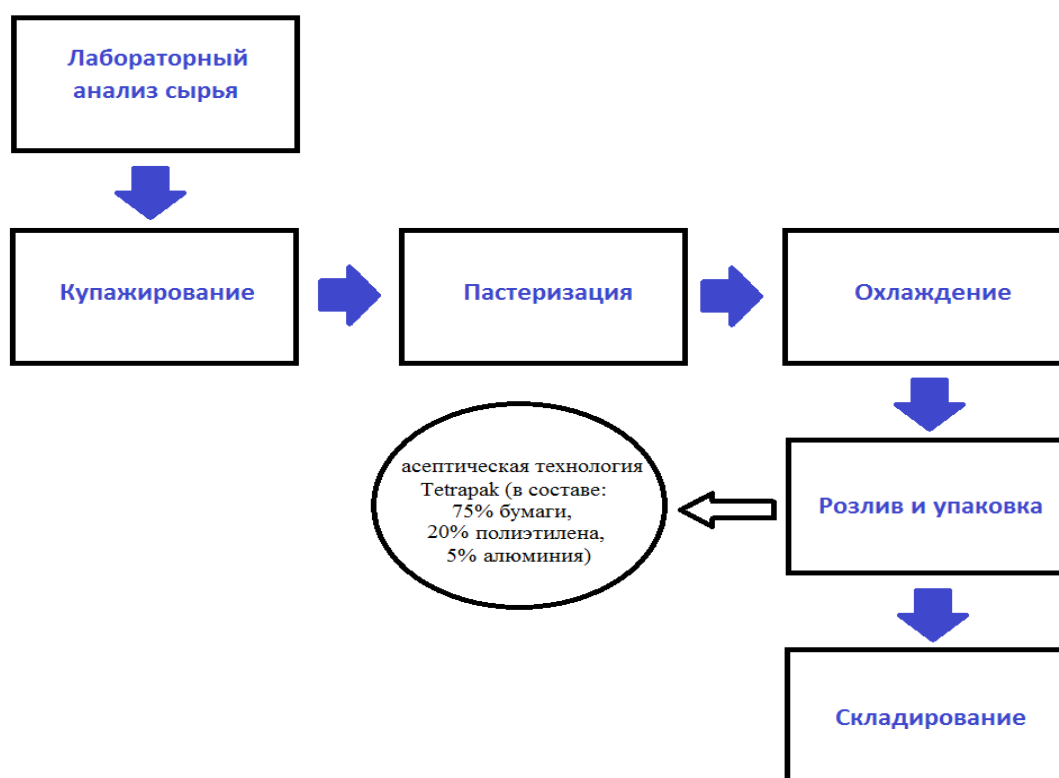 Лабораторный
анализ сырья
Купажирование
Пастеризация
Охлаждение
асептическая технология
Tetrapak (в составе:
75% бумаги,
20% полиэтилена,
5% алюминия)
Розлив и упаковка
Складирование